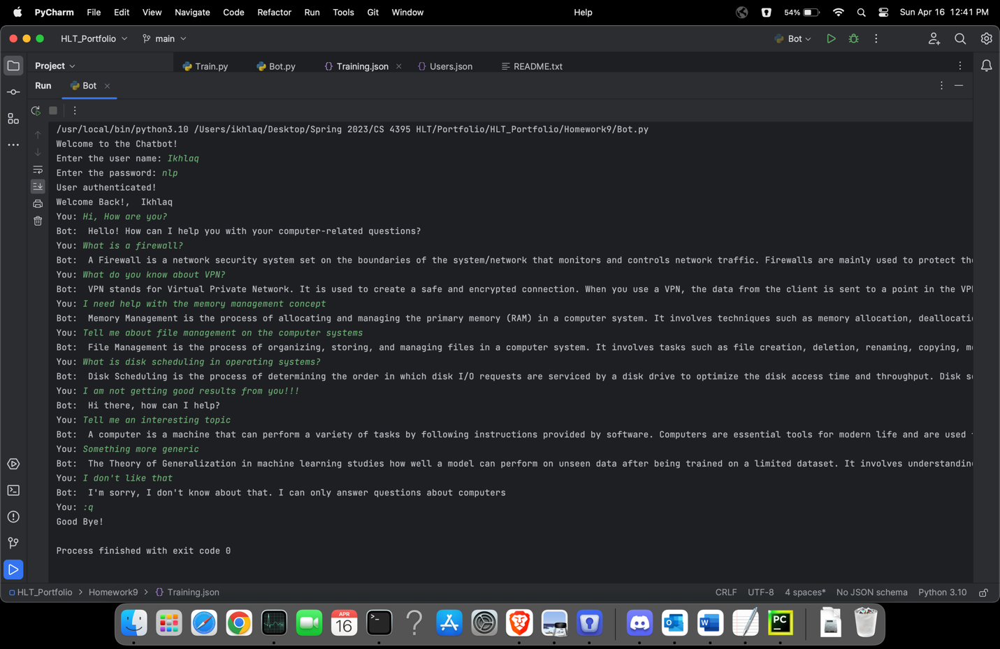 PyCharm File Edit View Navigate Code Refactor Run Tools Git Window Help 54% Sun Apr 16 12:41 PM
HLT_Portfolio main Bot
Project Train.py Bot.py {} Training.json × {} Users.json README.txt
Run Bot ×
/usr/local/bin/python3.10 /Users/ikhlaq/Desktop/Spring 2023/CS 4395 HLT/Portfolio/HLT_Portfolio/Homework9/Bot.py
Welcome to the Chatbot!
Enter the user name: Ikhlaq
Enter the password: nlp
User authenticated!
Welcome Back!,  Ikhlaq
You: Hi, How are you?
Bot:  Hello! How can I help you with your computer-related questions?
You: What is a firewall?
Bot:  A Firewall is a network security system set on the boundaries of the system/network that monitors and controls network traffic. Firewalls are mainly used to protect the
You: What do you know about VPN?
Bot:  VPN stands for Virtual Private Network. It is used to create a safe and encrypted connection. When you use a VPN, the data from the client is sent to a point in the VPN
You: I need help with the memory management concept
Bot:  Memory Management is the process of allocating and managing the primary memory (RAM) in a computer system. It involves techniques such as memory allocation, deallocati
You: Tell me about file management on the computer systems
Bot:  File Management is the process of organizing, storing, and managing files in a computer system. It involves tasks such as file creation, deletion, renaming, copying, m
You: What is disk scheduling in operating systems?
Bot:  Disk Scheduling is the process of determining the order in which disk I/O requests are serviced by a disk drive to optimize the disk access time and throughput. Disk s
You: I am not getting good results from you!!!
Bot:  Hi there, how can I help?
You: Tell me an interesting topic
Bot:  A computer is a machine that can perform a variety of tasks by following instructions provided by software. Computers are essential tools for modern life and are used
You: Something more generic
Bot:  The Theory of Generalization in machine learning studies how well a model can perform on unseen data after being trained on a limited dataset. It involves understandin
You: I don't like that
Bot:  I'm sorry, I don't know about that. I can only answer questions about computers
You: :q
Good Bye!
Process finished with exit code 0
HLT_Portfolio > Homework9 > {} Training.json CRLF UTF-8 4 spaces* No JSON schema Python 3.10
APR
16
PC